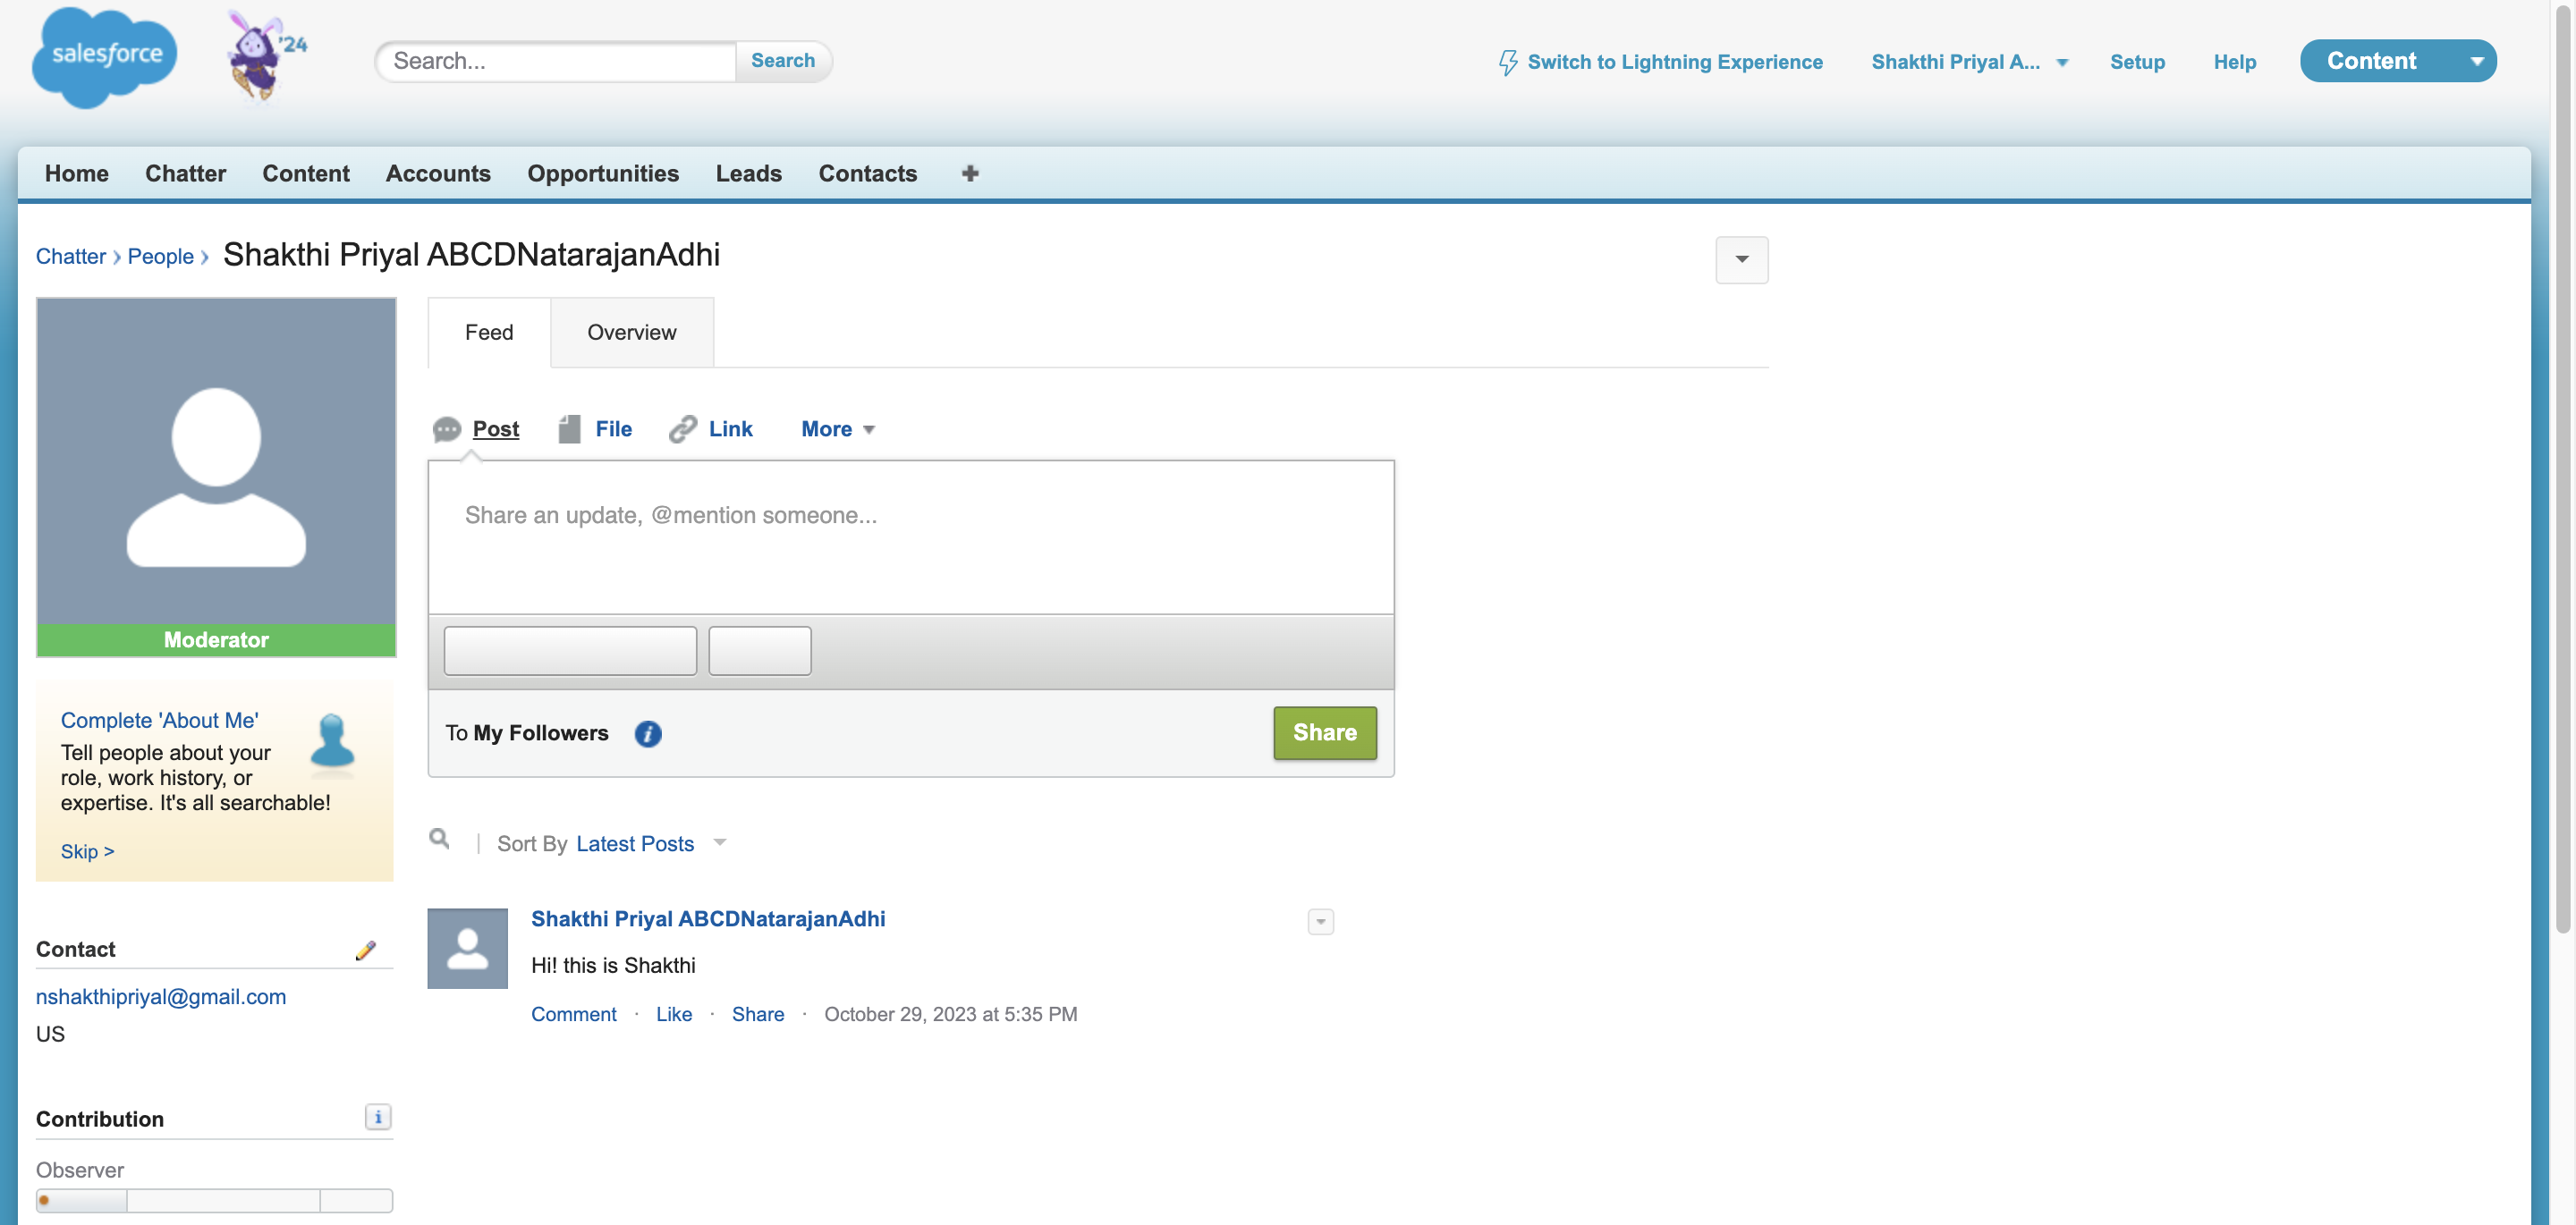 salesforce
'24
Search...
Search
Switch to Lightning Experience
Shakthi Priyal A...
Setup
Help
Content
Home
Chatter
Content
Accounts
Opportunities
Leads
Contacts
Chatter
People
Shakthi Priyal ABCDNatarajanAdhi
Feed
Overview
Post
File
Link
More
Share an update, @mention someone...
Moderator
To My Followers
Share
Complete 'About Me'
Tell people about your
role, work history, or
expertise. It's all searchable!
Skip >
Sort By Latest Posts
Shakthi Priyal ABCDNatarajanAdhi
Hi! this is Shakthi
Comment · Like · Share · October 29, 2023 at 5:35 PM
Contact
nshakthipriyal@gmail.com
US
Contribution
Observer